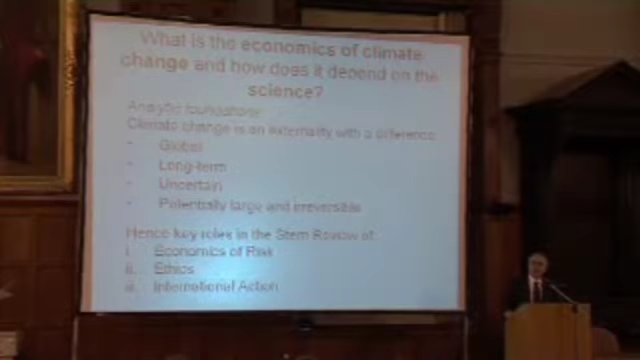 What is the economics of climate
change and how does it depend on the
science?
Analytic foundations
Climate change is an externality with a difference
- Global
- Long-term
- Uncertain
- Potentially large and irreversible
Hence key roles in the Stern Review of:
i. Economics of Risk
ii. Ethics
iii. International Action